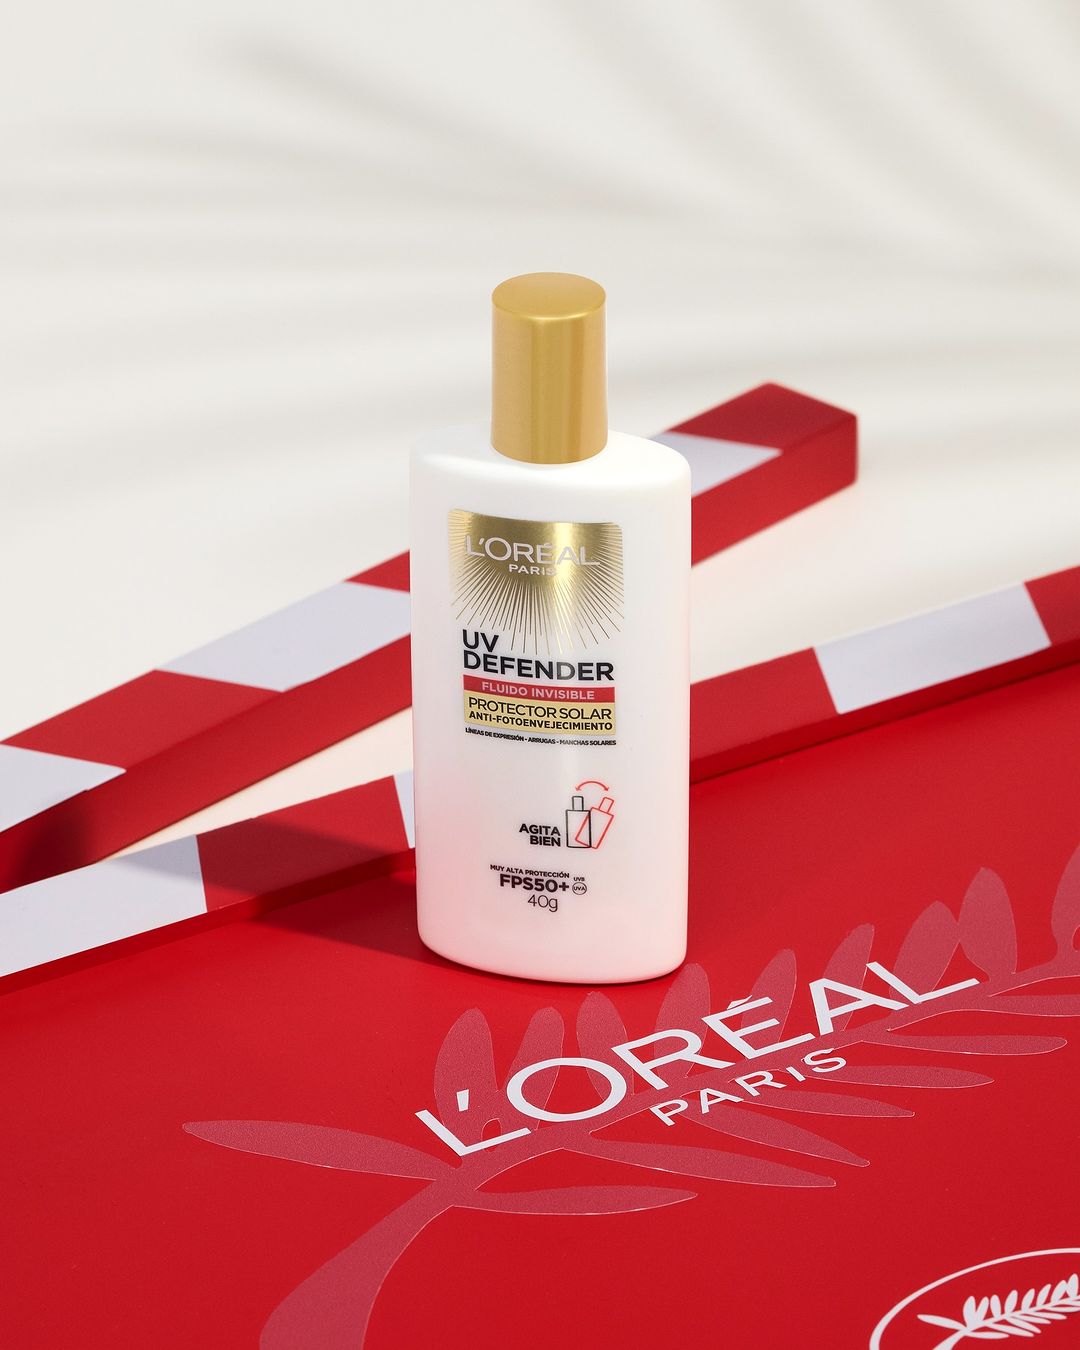 L'ORÉAL
PARIS
UV
DEFENDER
FLUIDO INVISIBLE
PROTECTOR SOLAR
ANTI-FOTOENVEJECIMIENTO
LÍNEAS DE EXPRESIÓN - ARRUGAS - MANCHAS SOLARES
AGITA
BIEN
MUY ALTA PROTECCIÓN
FPS50+ UVB
UVA
40g
L'ORÉAL
PARIS